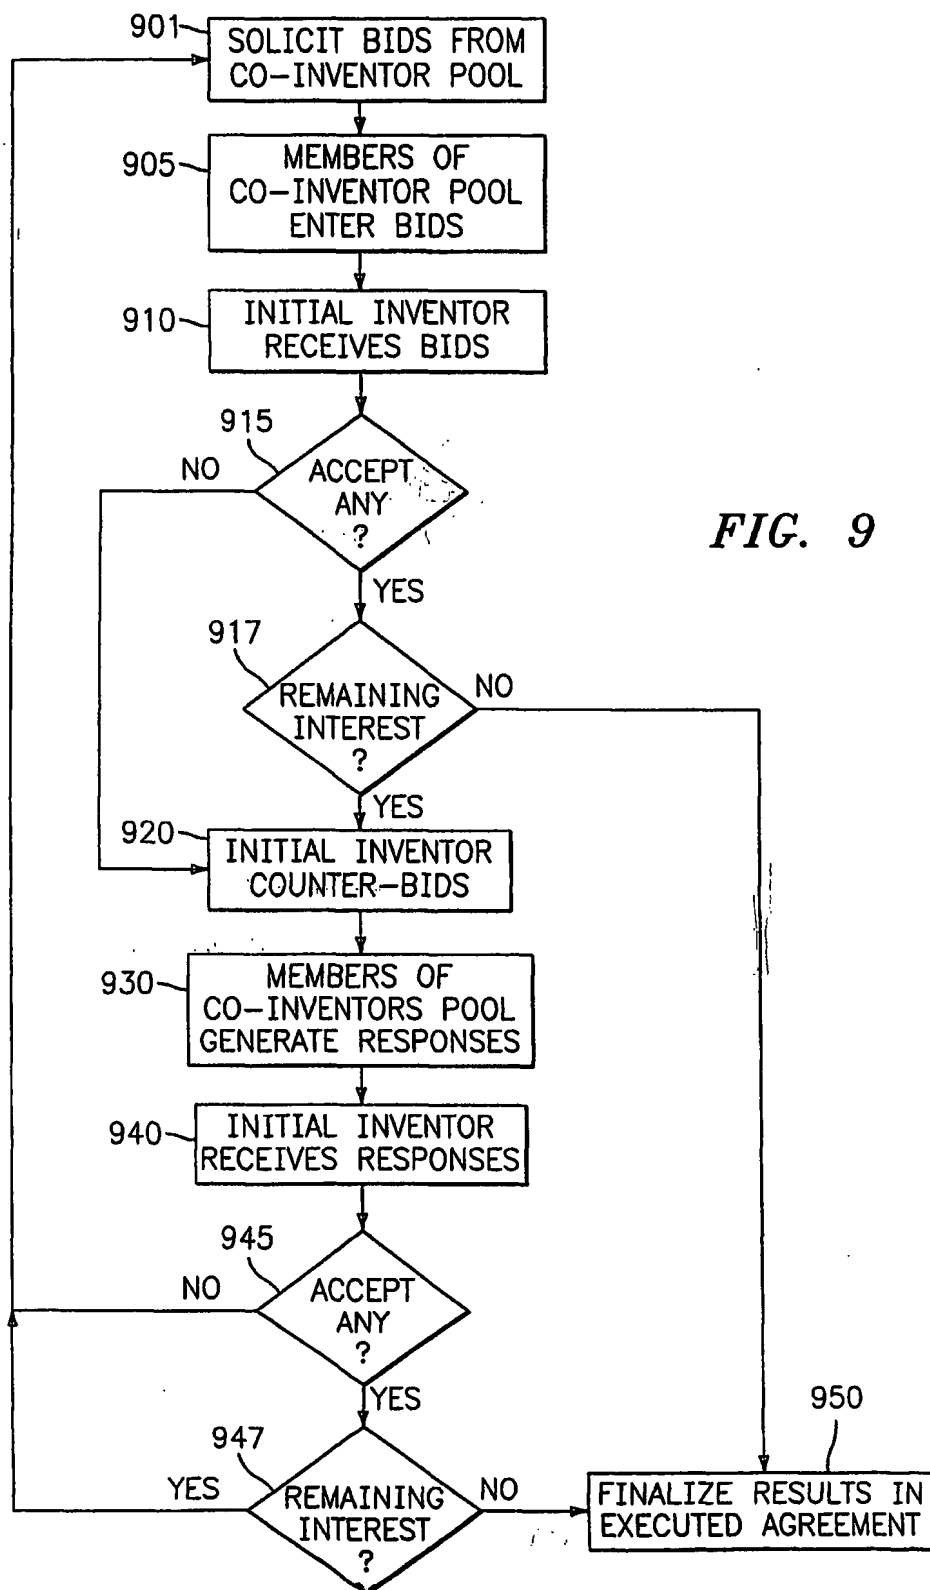 901
SOLICIT BIDS FROM
CO-INVENTOR POOL
905
MEMBERS OF
CO-INVENTOR POOL
ENTER BIDS
910
INITIAL INVENTOR
RECEIVES BIDS
915
NO
ACCEPT
ANY
?
FIG. 9
YES
917
REMAINING
INTEREST
?
NO
YES
920
INITIAL INVENTOR
COUNTER-BIDS
930
MEMBERS OF
CO-INVENTORS POOL
GENERATE RESPONSES
940
INITIAL INVENTOR
RECEIVES RESPONSES
945
NO
ACCEPT
ANY
?
YES
947
YES
REMAINING
INTEREST
?
NO
950
FINALIZE RESULTS IN
EXECUTED AGREEMENT